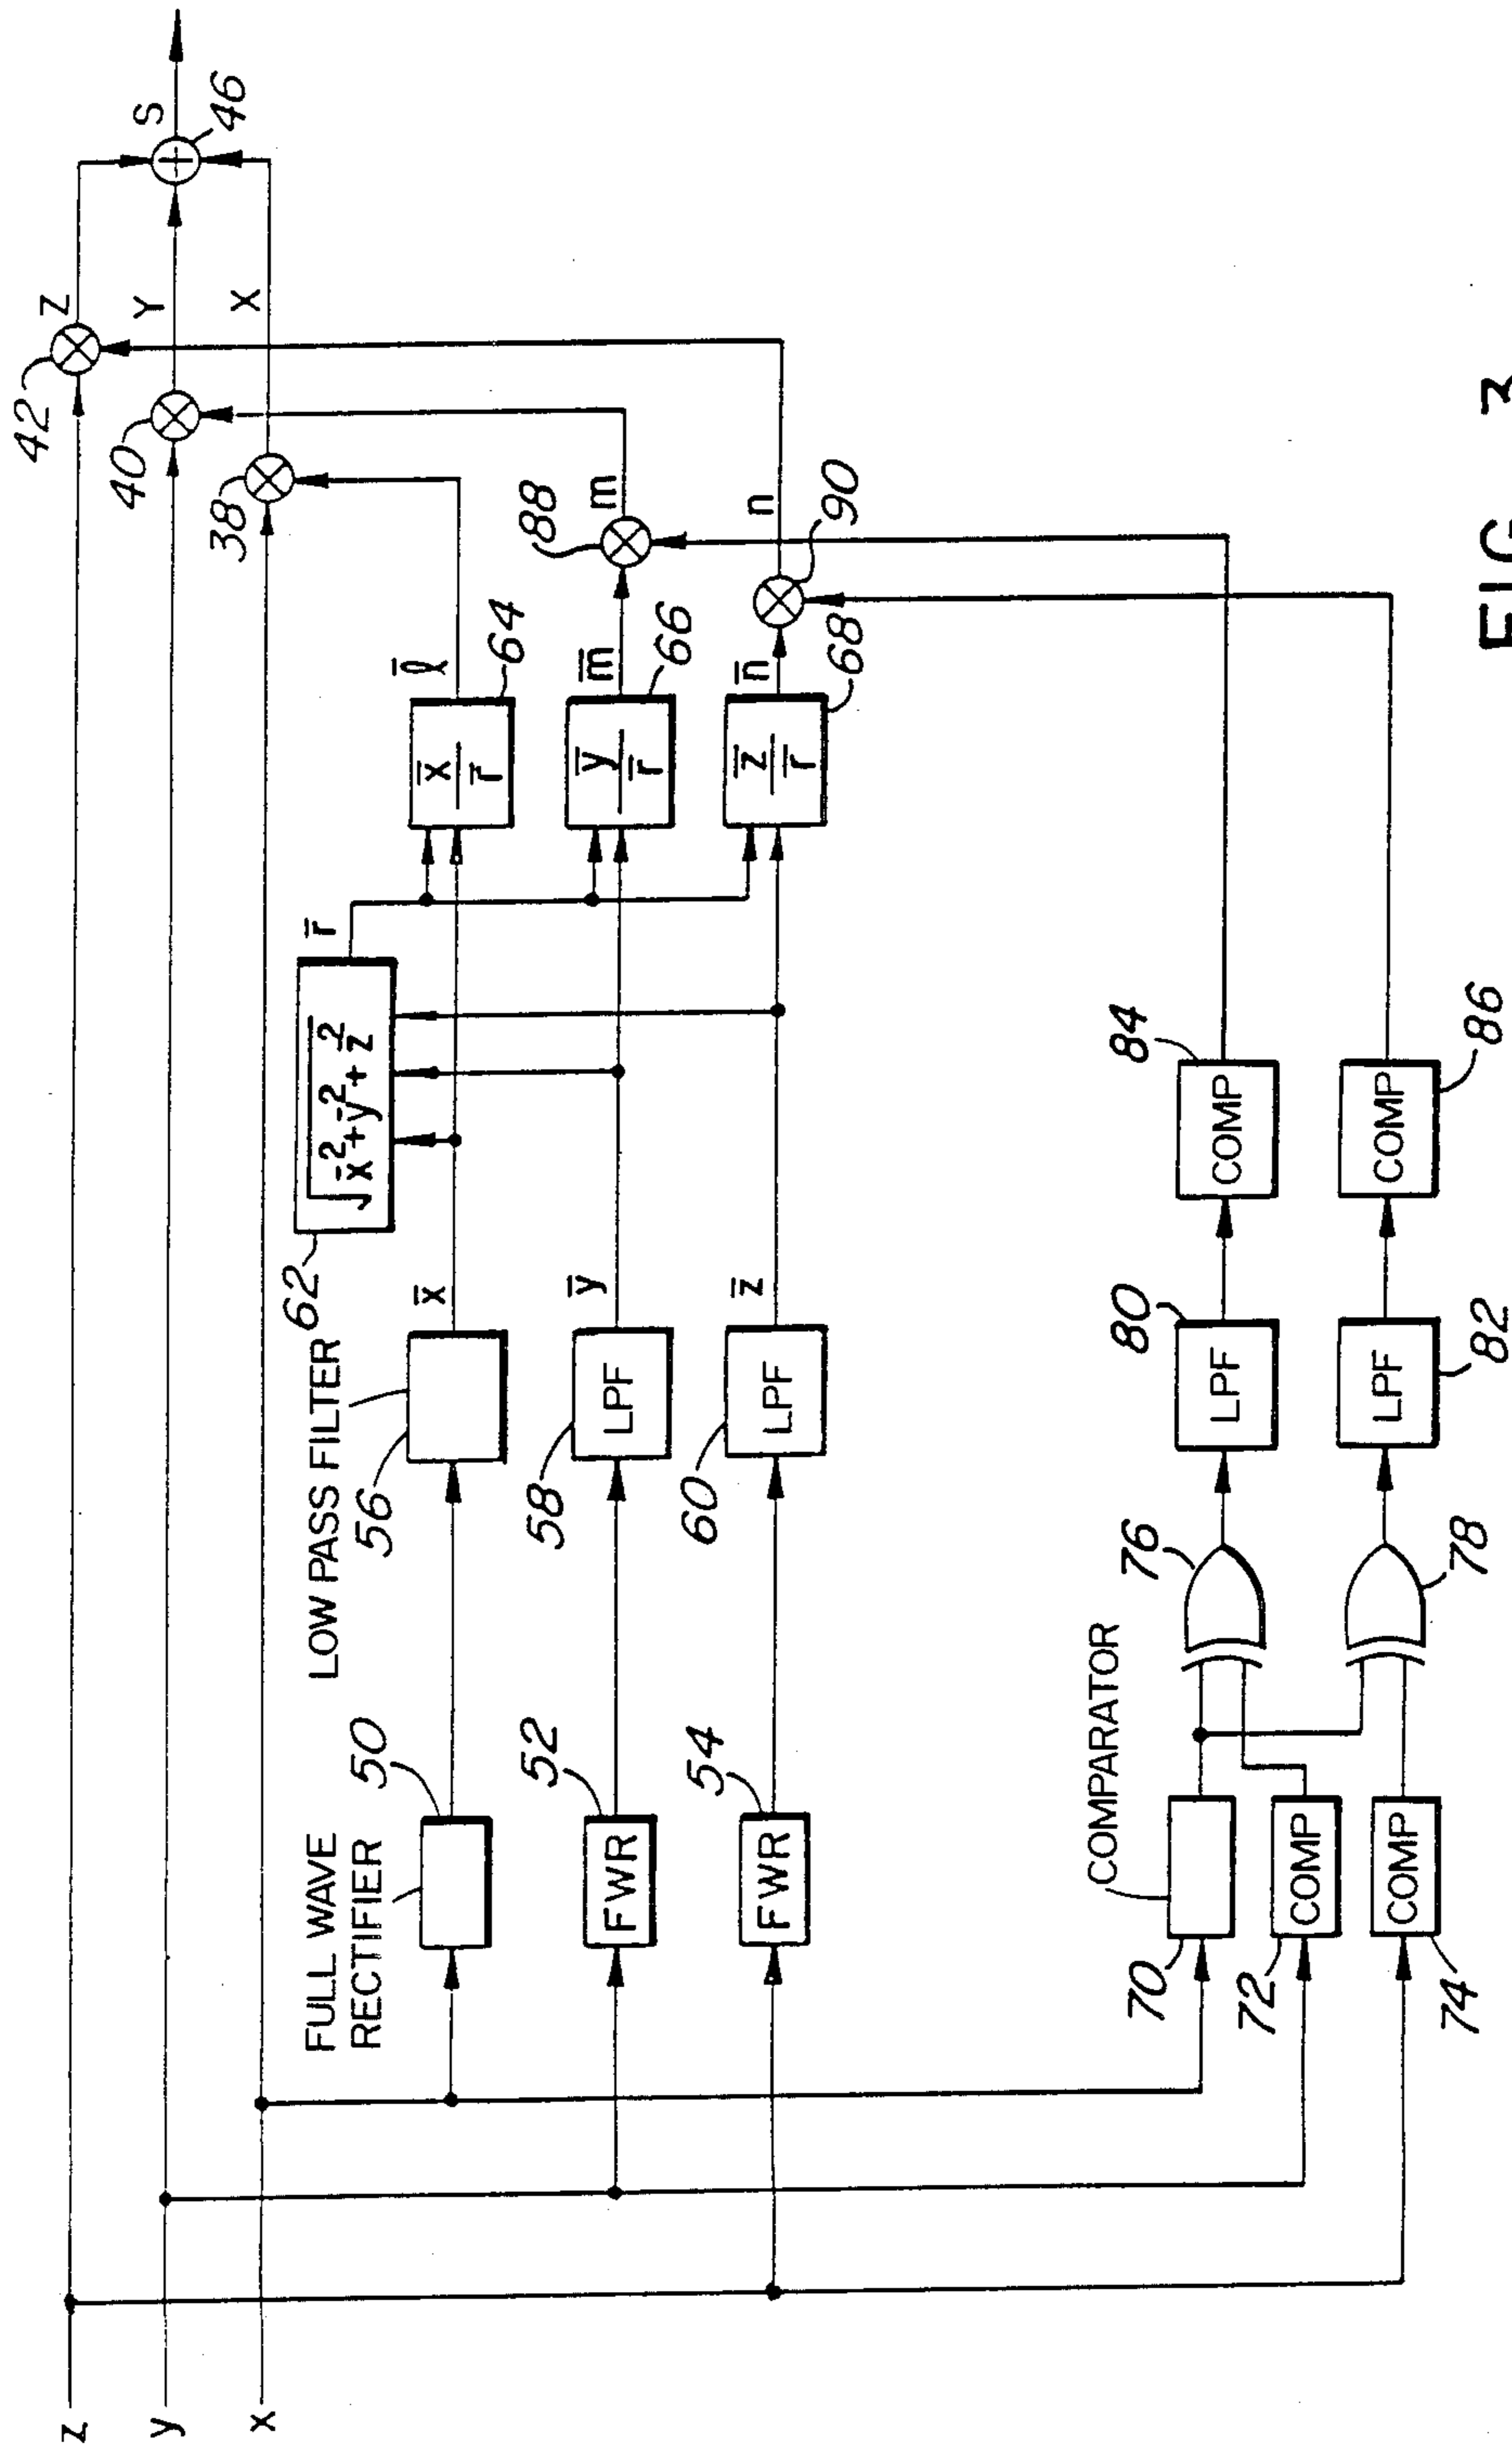 z
y
x
42
Z
40
Y
38
X
S
46
FULL WAVE
RECTIFIER
50
LOW PASS FILTER
56
x̄
62
√x̄²+ȳ²+z̄²
r̄
x̄
r̄
l̄
64
FWR
52
58
LPF
ȳ
ȳ
r̄
m̄
66
88
m
FWR
54
60
LPF
z̄
z̄
r̄
n̄
68
n
90
COMPARATOR
70
76
80
LPF
84
COMP
72
COMP
74
COMP
78
82
LPF
86
COMP
FIG 3